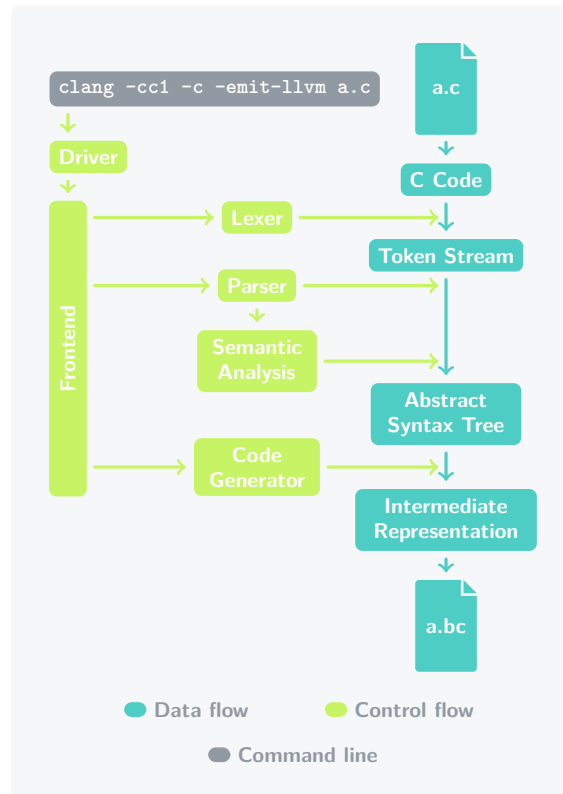 clang -cc1 -c -emit-llvm a.c
a.c
Driver
C Code
Lexer
Token Stream
Parser
Frontend
Semantic
Analysis
Abstract
Syntax Tree
Code
Generator
Intermediate
Representation
a.bc
Data flow
Control flow
Command line